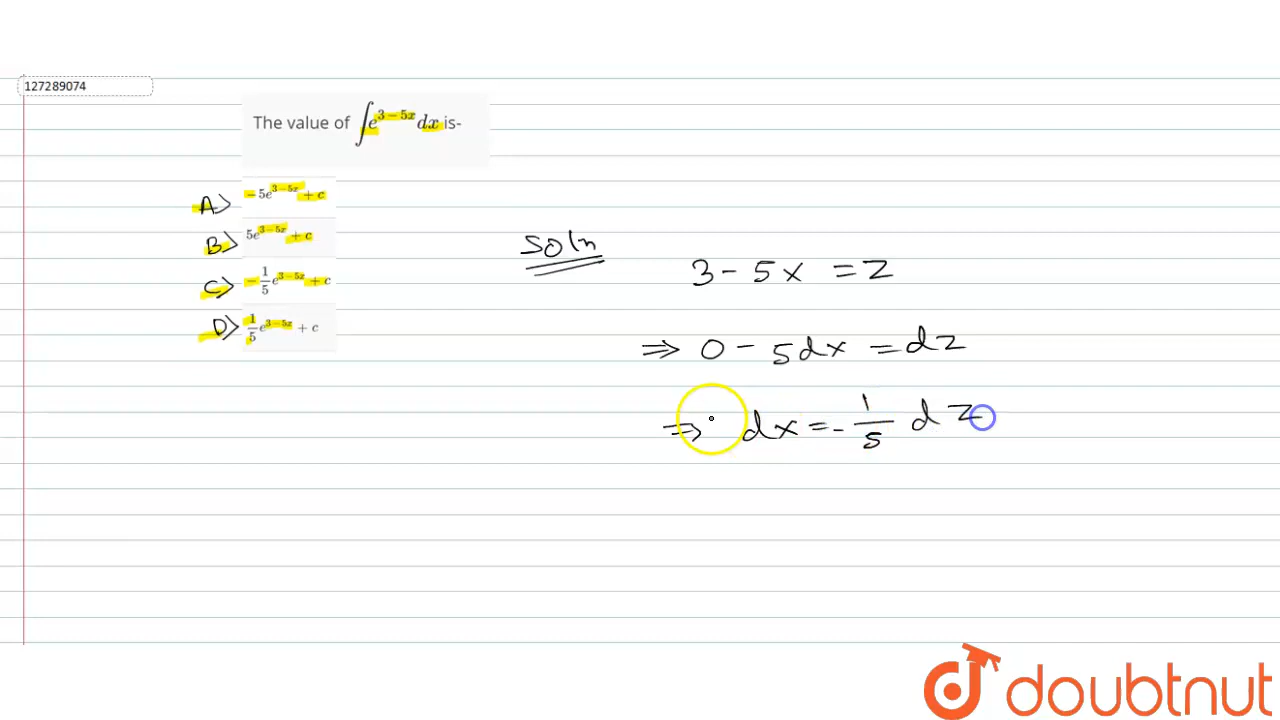 127289074
The value of ∫e^{3−5x}dx is-
A) −5e^{3−5x} + c
B) 5e^{3−5x} + c
C) −1/5 e^{3−5x} + c
D) 1/5 e^{3−5x} + c
Soln
3 - 5x = z
⇒ 0 - 5dx = dz
⇒ dx = - 1/5 dz
doubtnut